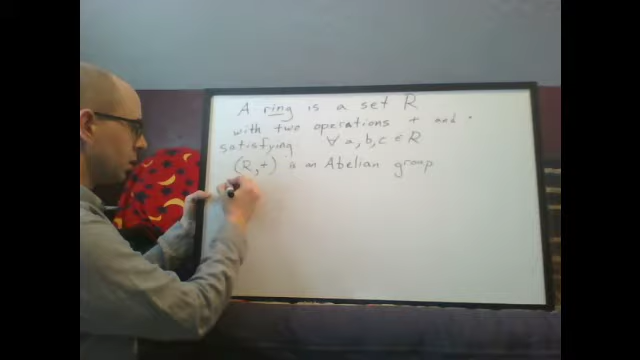 A ring is a set R
with two operations + and ·
satisfying ∀ a, b, c ∈ R
(R, +) is an Abelian group